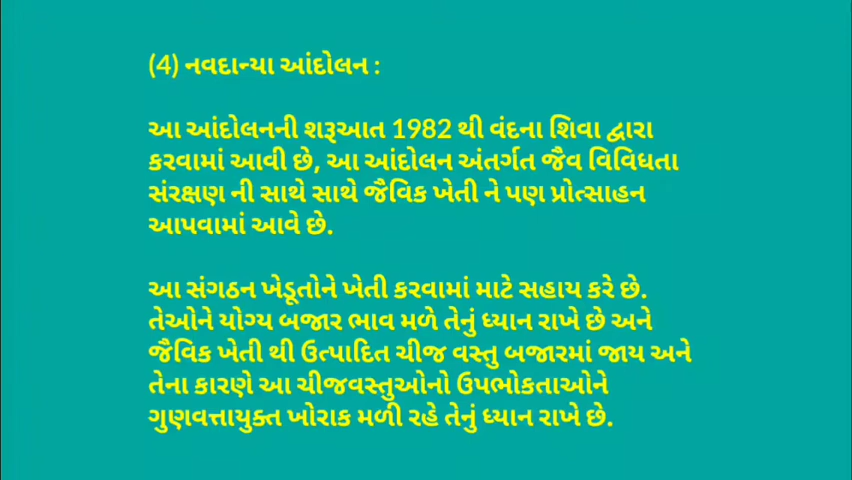 (4) નવદાન્યા આંદોલન :
આ આંદોલનની શરૂઆત 1982 થી વંદના શિવા દ્વારા
કરવામાં આવી છે, આ આંદોલન અંતર્ગત જૈવ વિવિધતા
સંરક્ષણ ની સાથે સાથે જૈવિક ખેતી ને પણ પ્રોત્સાહન
આપવામાં આવે છે.
આ સંગઠન ખેડૂતોને ખેતી કરવામાં માટે સહાય કરે છે.
તેઓને યોગ્ય બજાર ભાવ મળે તેનું ધ્યાન રાખે છે અને
જૈવિક ખેતી થી ઉત્પાદિત ચીજ વસ્તુ બજારમાં જાય અને
તેના કારણે આ ચીજવસ્તુઓનો ઉપભોકતાઓને
ગુણવત્તાયુક્ત ખોરાક મળી રહે તેનું ધ્યાન રાખે છે.